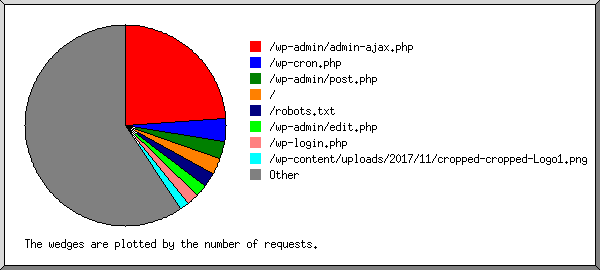 /wp-admin/admin-ajax.php
/wp-cron.php
/wp-admin/post.php
/
/robots.txt
/wp-admin/edit.php
/wp-login.php
/wp-content/uploads/2017/11/cropped-cropped-Logo1.png
Other
The wedges are plotted by the number of requests.